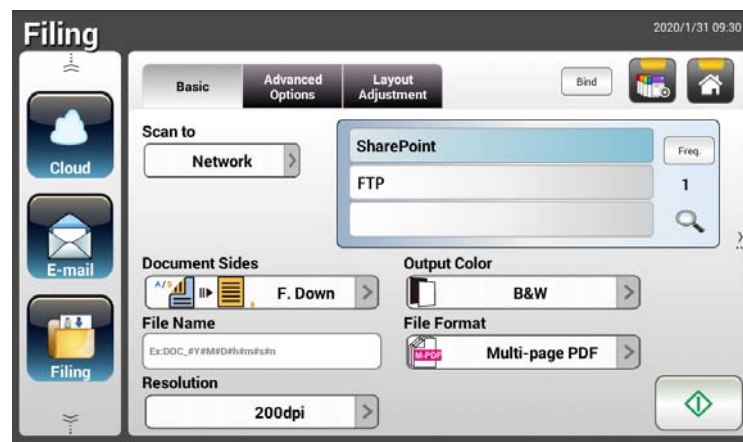 Filing
2020/1/31 09:30
Basic
Advanced
Options
Layout
Adjustment
Bind
Scan to
Network
SharePoint
FTP
Freq.
1
Cloud
E-mail
Filing
Document Sides
F. Down
Output Color
B&W
File Name
Ex:DOC_#Y#M#D#h#m#s#n
File Format
M-PDF
Multi-page PDF
Resolution
200dpi